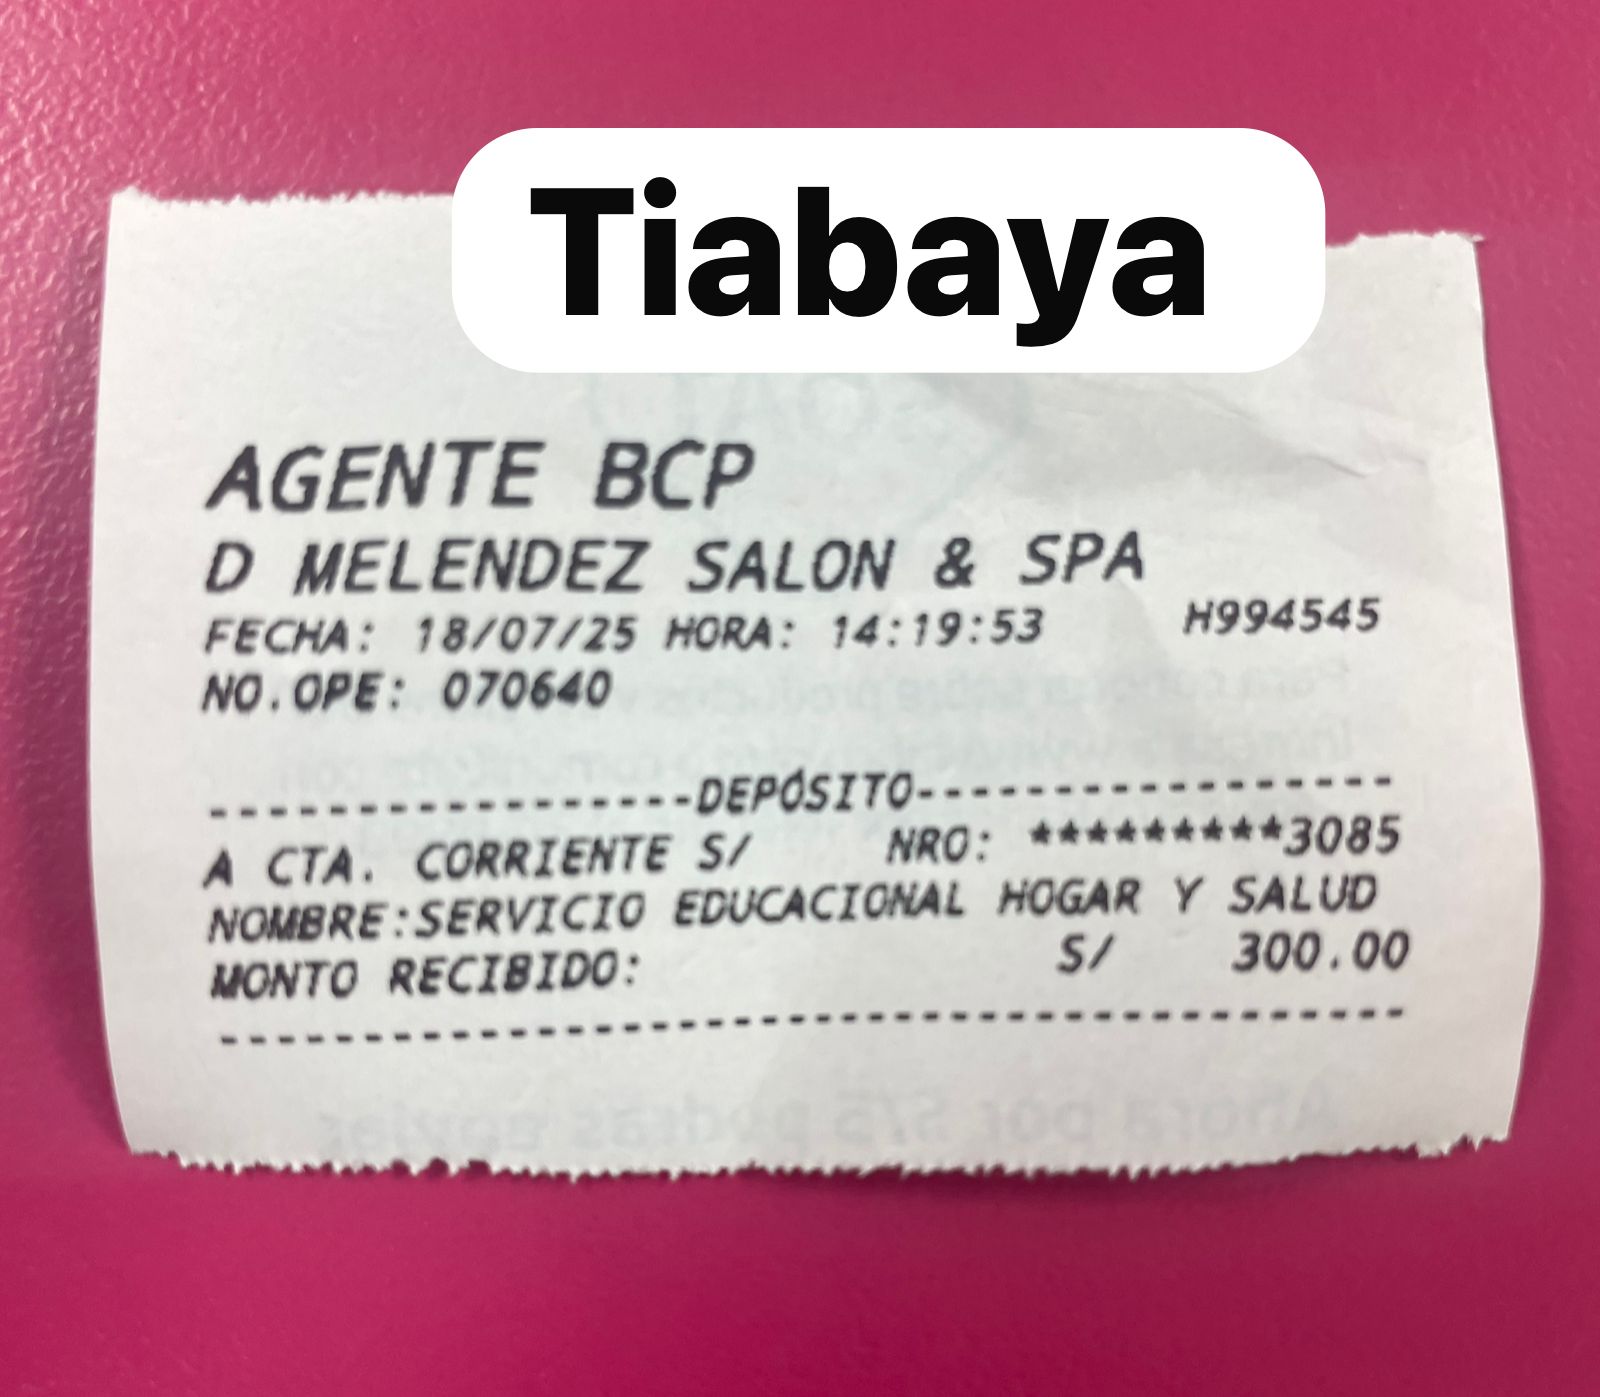 Tiabaya
AGENTE BCP
D MELENDEZ SALON & SPA
FECHA: 18/07/25 HORA: 14:19:53 H994545
NO.OPE: 070640
-----------------DEPÓSITO-----------------
A CTA. CORRIENTE S/ NRO: *********3085
NOMBRE:SERVICIO EDUCACIONAL HOGAR Y SALUD
MONTO RECIBIDO: S/ 300.00
------------------------------------------